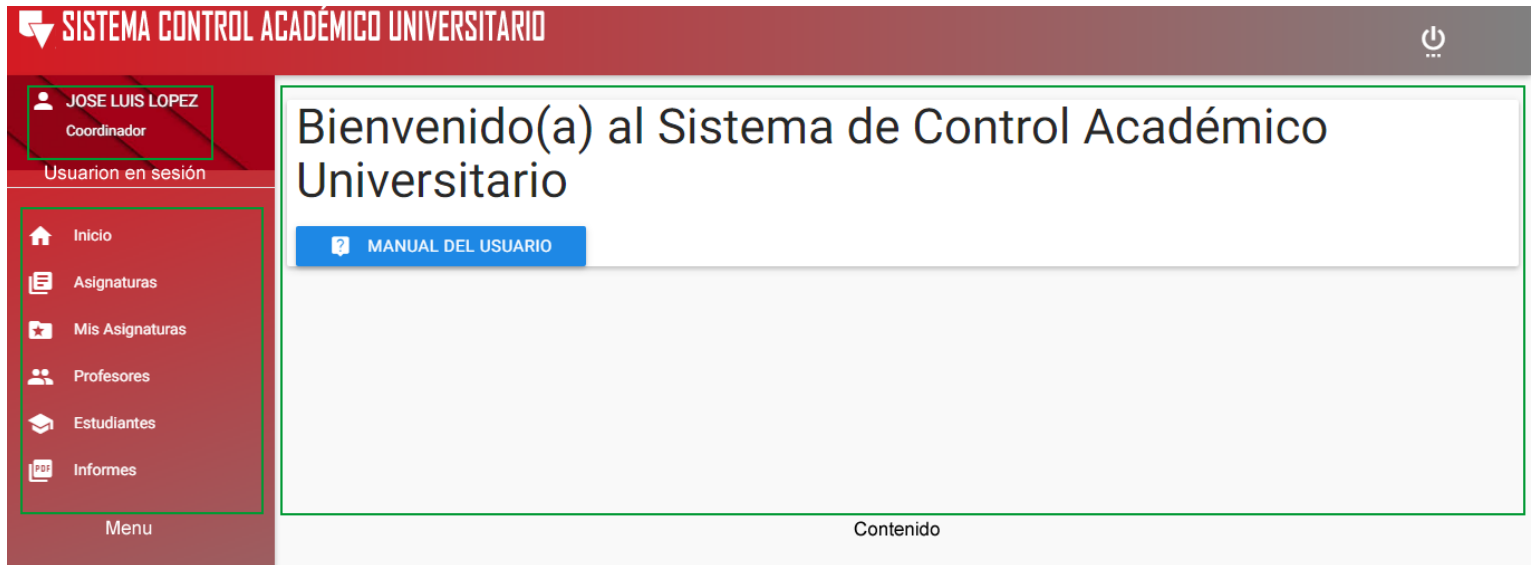 SISTEMA CONTROL ACADÉMICO UNIVERSITARIO
JOSE LUIS LOPEZ
Coordinador
Usuarion en sesión
Inicio
Asignaturas
Mis Asignaturas
Profesores
Estudiantes
PDF
Informes
Menu
Bienvenido(a) al Sistema de Control Académico
Universitario
? MANUAL DEL USUARIO
Contenido